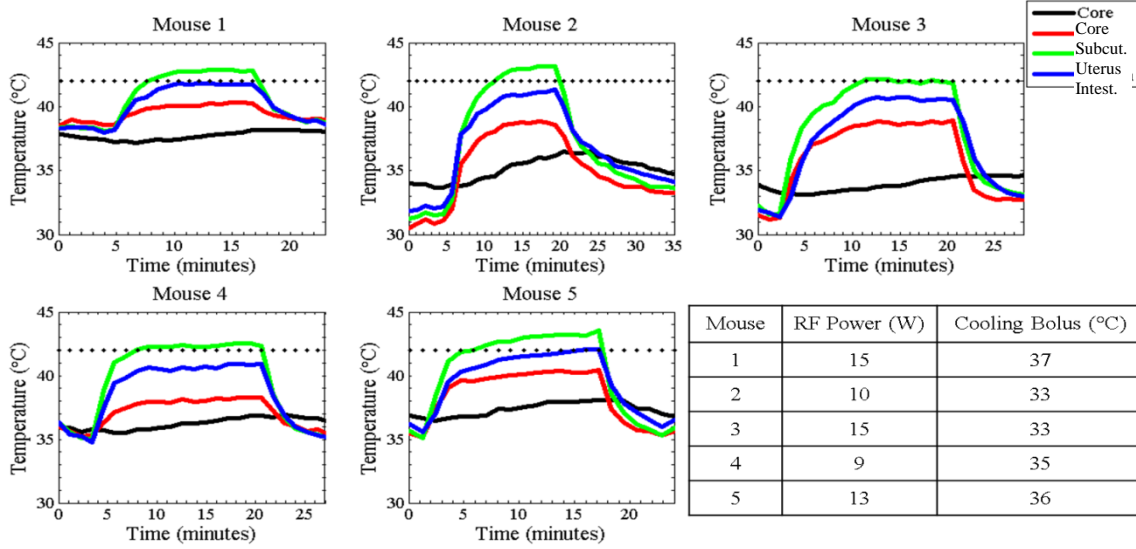 Mouse 1
Mouse 2
Mouse 3
Core
Core
Subcut.
Uterus
Intest.
Temperature (°C)
45
40
35
30
0
5
10
15
20
Time (minutes)
Temperature (°C)
45
40
35
30
0
5
10
15
20
25
30
35
Time (minutes)
Temperature (°C)
45
40
35
30
0
5
10
15
20
25
Time (minutes)
Mouse 4
Mouse 5
Temperature (°C)
45
40
35
30
0
5
10
15
20
25
Time (minutes)
Temperature (°C)
45
40
35
30
0
5
10
15
20
Time (minutes)
Mouse RF Power (W) Cooling Bolus (°C)
1 15 37
2 10 33
3 15 33
4 9 35
5 13 36